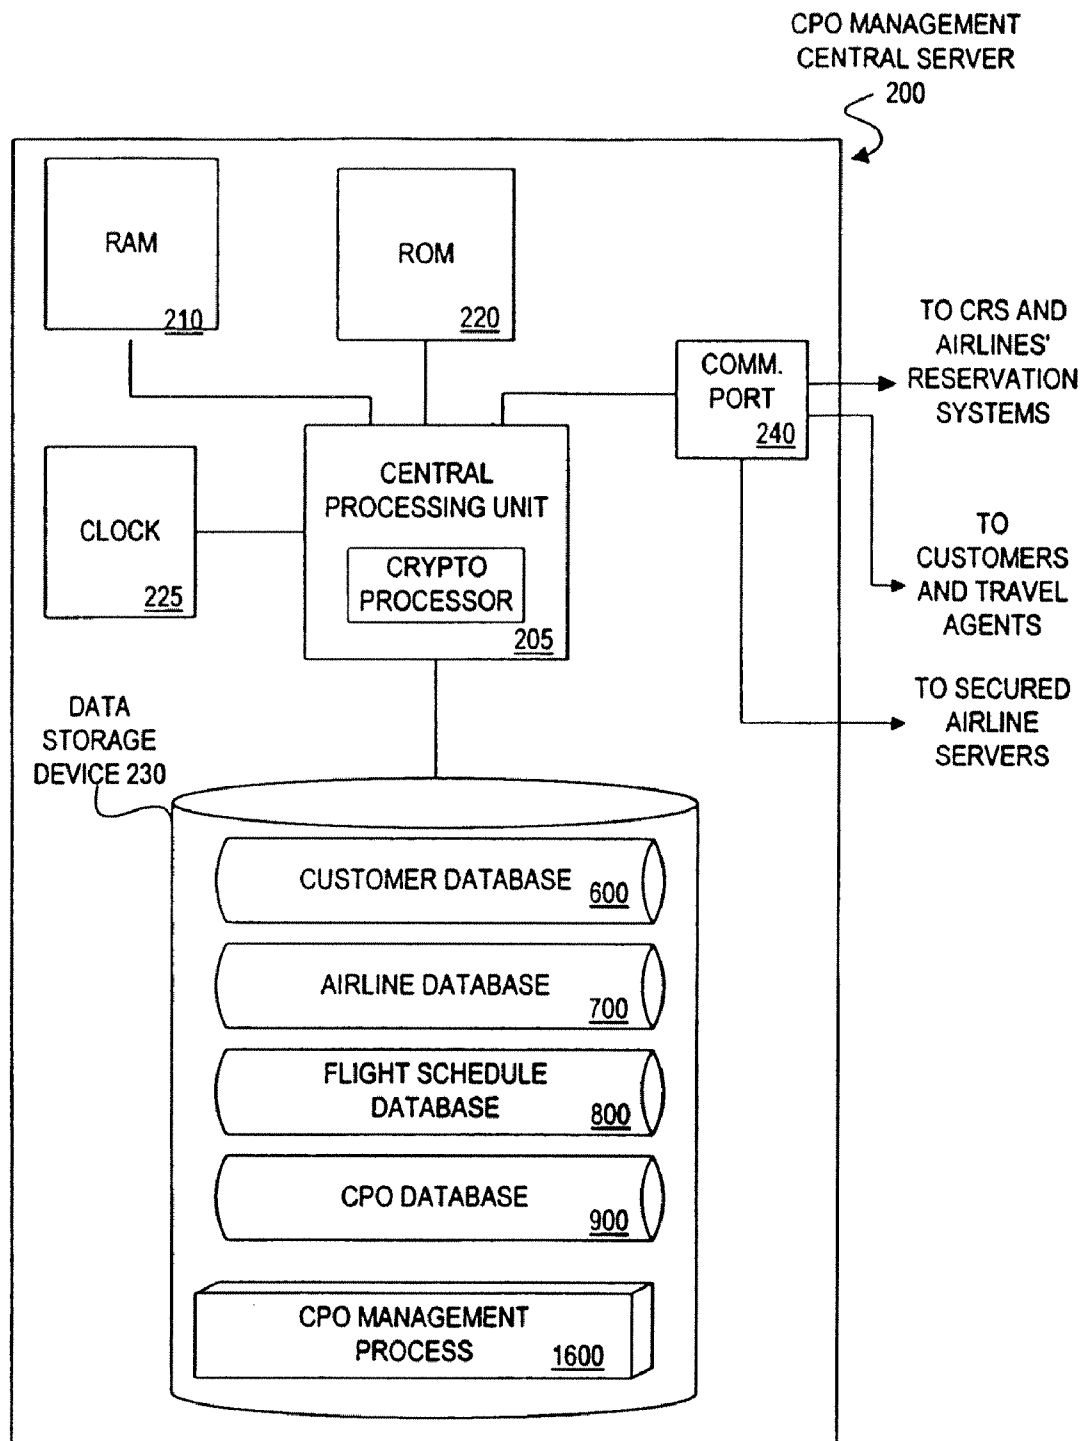 CPO MANAGEMENT
CENTRAL SERVER
200
RAM
210
ROM
220
COMM.
PORT
240
TO CRS AND
AIRLINES'
RESERVATION
SYSTEMS
CLOCK
225
CENTRAL
PROCESSING UNIT
CRYPTO
PROCESSOR
205
TO
CUSTOMERS
AND TRAVEL
AGENTS
TO SECURED
AIRLINE
SERVERS
DATA
STORAGE
DEVICE 230
CUSTOMER DATABASE 600
AIRLINE DATABASE 700
FLIGHT SCHEDULE
DATABASE 800
CPO DATABASE 900
CPO MANAGEMENT
PROCESS 1600